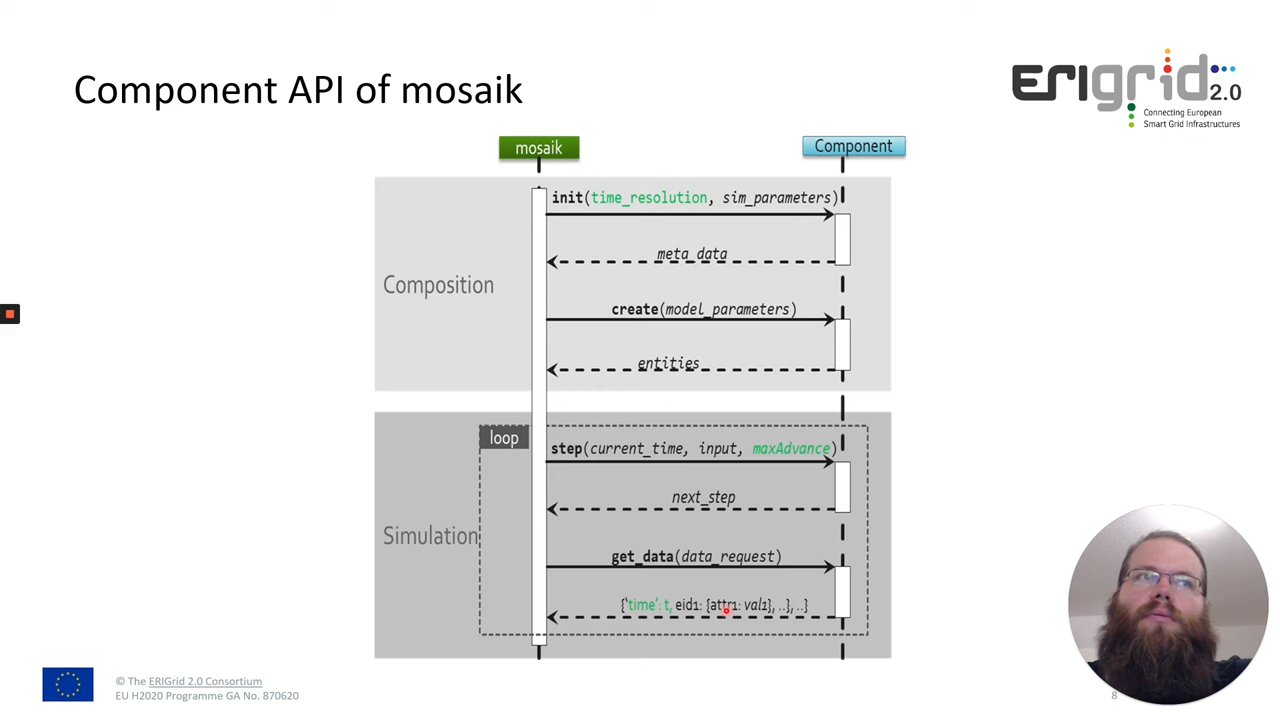 Component API of mosaik
ERIGrid 2.0
Connecting European
Smart Grid Infrastructures
mosaik
Component
init(time_resolution, sim_parameters)
meta_data
Composition
create(model_parameters)
entities
loop
step(current_time, input, maxAdvance)
next_step
Simulation
get_data(data_request)
{'time': t, eid1: {attr1: val1}, ..}, ..}
© The ERIGrid 2.0 Consortium
EU H2020 Programme GA No. 870620
8